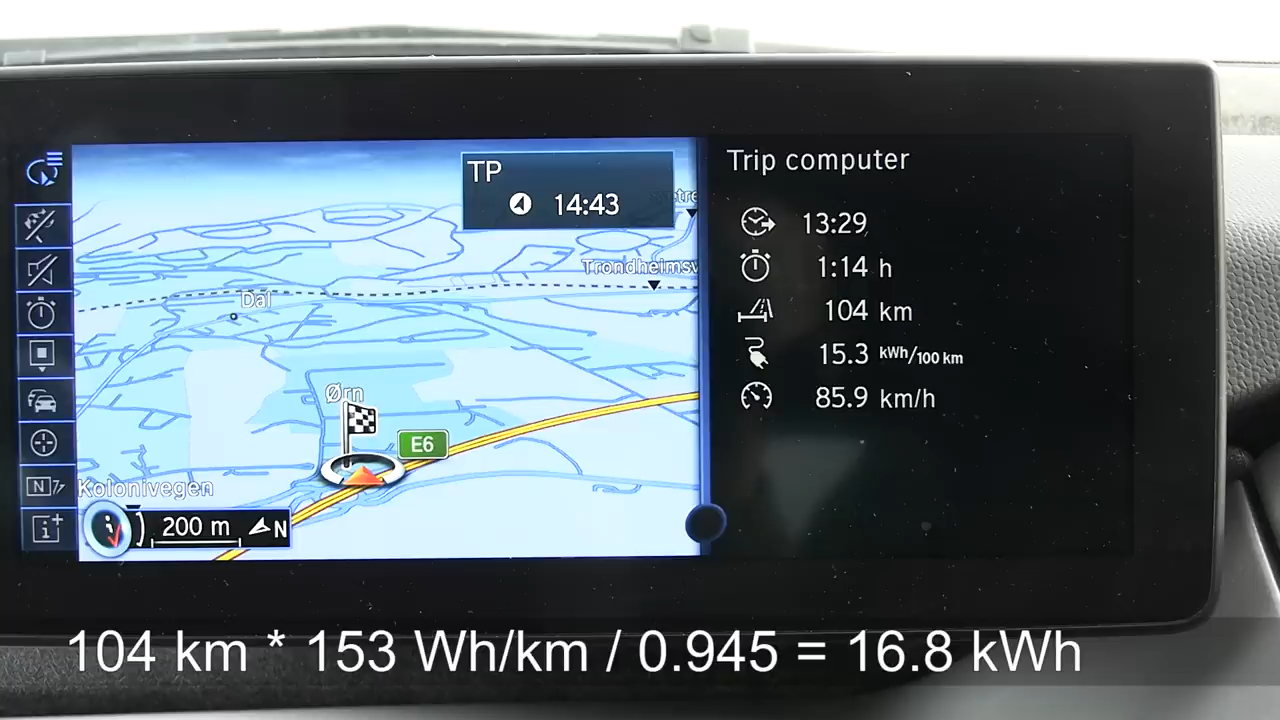 TP
14:43
Trondheimsv
Dal
Ørn
E6
Kolonivegen
200 m
N
N
i
Trip computer
13:29
1:14 h
104 km
15.3 kWh/100 km
85.9 km/h
104 km * 153 Wh/km / 0.945 = 16.8 kWh